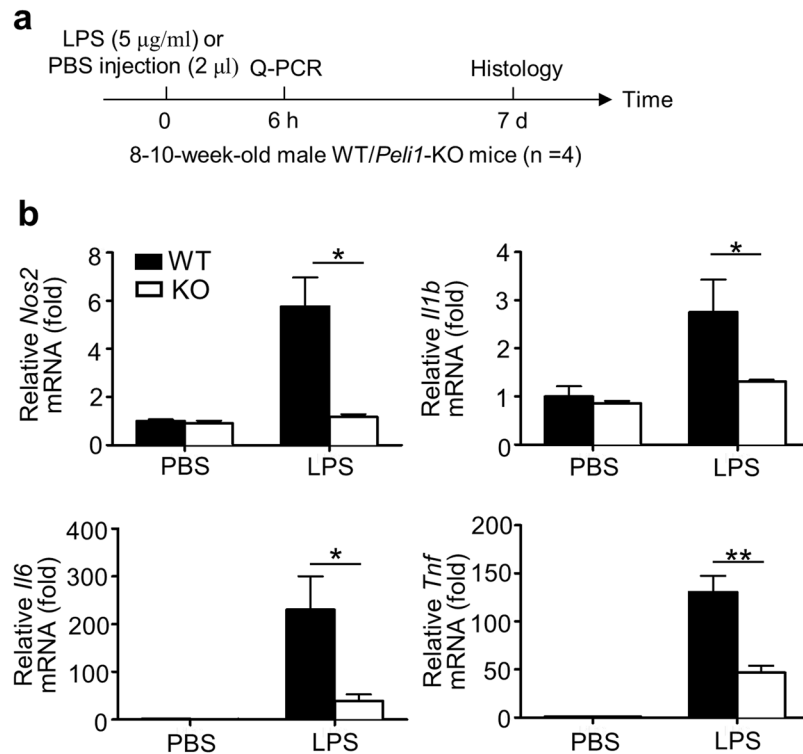 a
LPS (5 μg/ml) or
PBS injection (2 μl) Q-PCR Histology
Time
0 6 h 7 d
8-10-week-old male WT/Peli1-KO mice (n =4)
b
Relative Nos2
mRNA (fold)
8
6
4
2
0
WT
KO
*
PBS LPS
Relative Il1b
mRNA (fold)
4
3
2
1
0
*
PBS LPS
Relative Il6
mRNA (fold)
400
300
200
100
0
*
PBS LPS
Relative Tnf
mRNA (fold)
200
150
100
50
0
**
PBS LPS